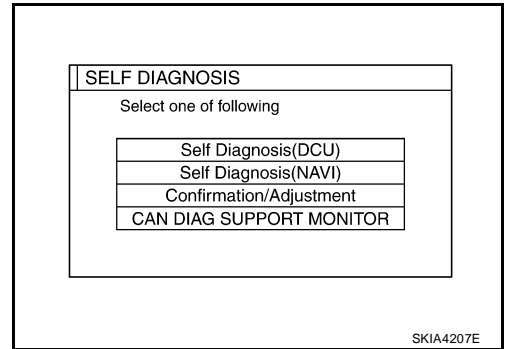 SELF DIAGNOSIS
Select one of following
Self Diagnosis(DCU)
Self Diagnosis(NAVI)
Confirmation/Adjustment
CAN DIAG SUPPORT MONITOR
SKIA4207E